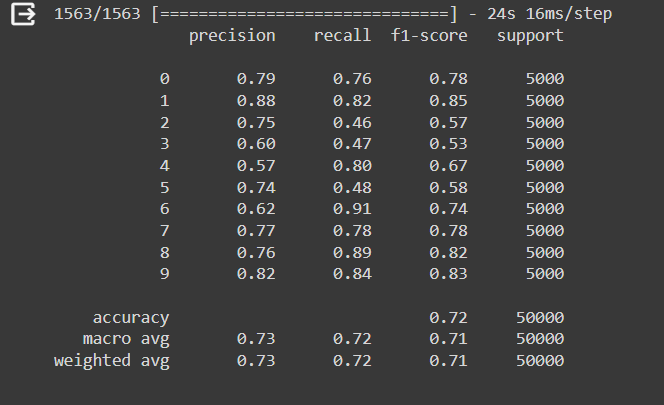 1563/1563 [==============================] - 24s 16ms/step
precision recall f1-score support
0 0.79 0.76 0.78 5000
1 0.88 0.82 0.85 5000
2 0.75 0.46 0.57 5000
3 0.60 0.47 0.53 5000
4 0.57 0.80 0.67 5000
5 0.74 0.48 0.58 5000
6 0.62 0.91 0.74 5000
7 0.77 0.78 0.78 5000
8 0.76 0.89 0.82 5000
9 0.82 0.84 0.83 5000
accuracy 0.72 50000
macro avg 0.73 0.72 0.71 50000
weighted avg 0.73 0.72 0.71 50000